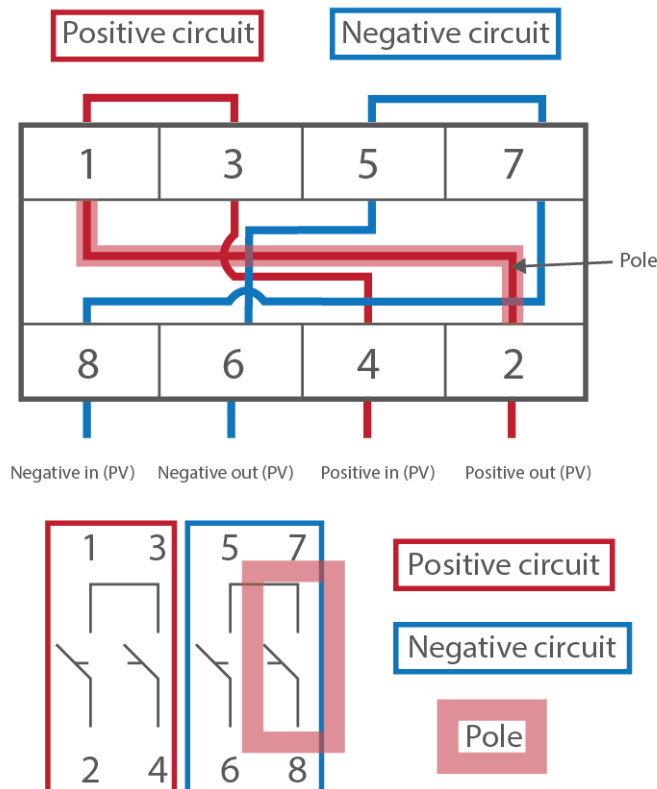 Positive circuit
Negative circuit
1 3 5 7
Pole
8 6 4 2
Negative in (PV) Negative out (PV) Positive in (PV) Positive out (PV)
1 3 5 7
Positive circuit
Negative circuit
Pole
2 4 6 8